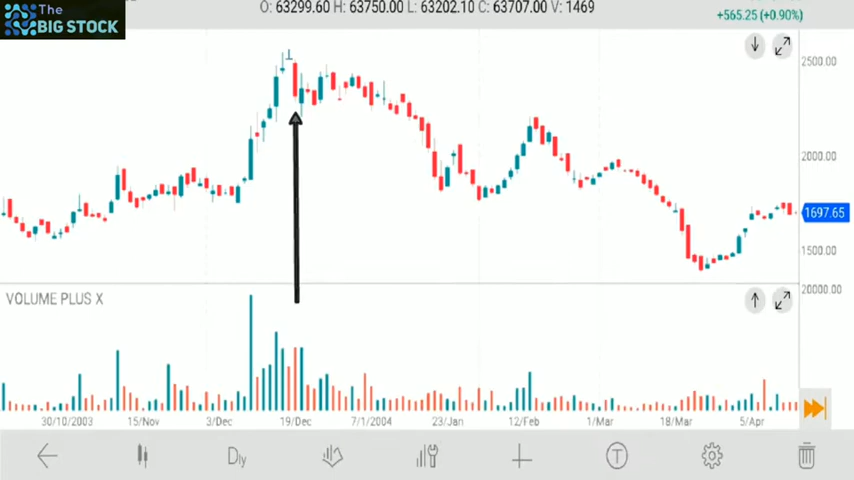 The
BIG STOCK
O: 63299.60 H: 63750.00 L: 63202.10 C: 63707.00 V: 1469
+565.25 (+0.90%)
2500.00
2000.00
1697.65
1500.00
20000.00
VOLUME PLUS X
30/10/2003 15/Nov 3/Dec 19/Dec 7/1/2004 23/Jan 12/Feb 1/Mar 18/Mar 5/Apr
Dly
T